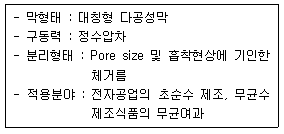 - 막형태 : 대칭형 다공성막
- 구동력 : 정수압차
- 분리형태 : Pore size 및 흡착현상에 기인한
체거름
- 적용분야 : 전자공업의 초순수 제조, 무균수
제조식품의 무균여과